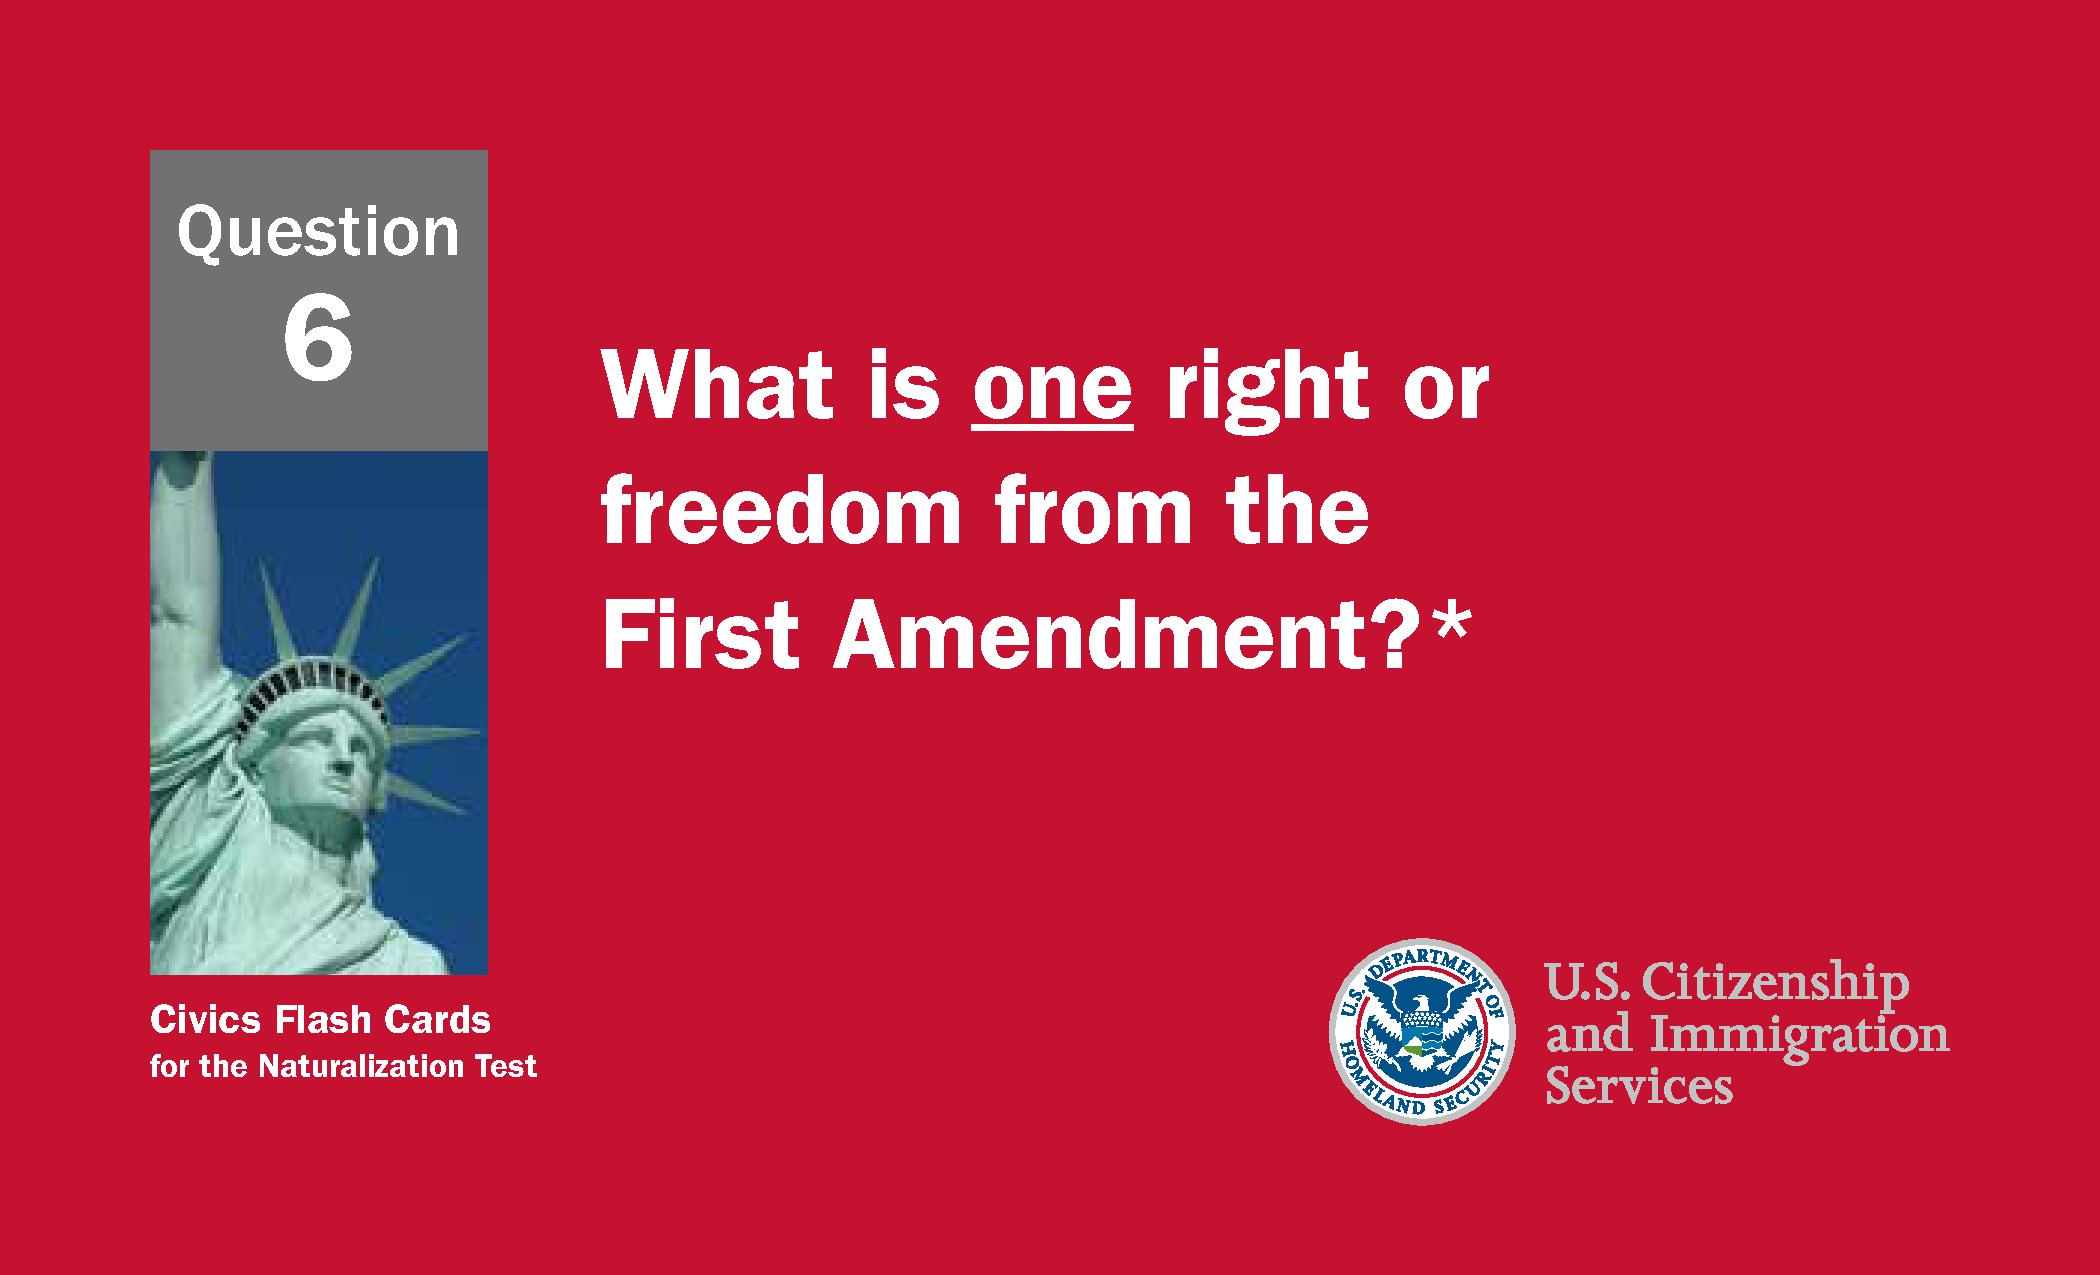 Question
6
What is one right or
freedom from the
First Amendment?*
Civics Flash Cards
for the Naturalization Test
U.S. DEPARTMENT OF
HOMELAND SECURITY
U.S. Citizenship
and Immigration
Services